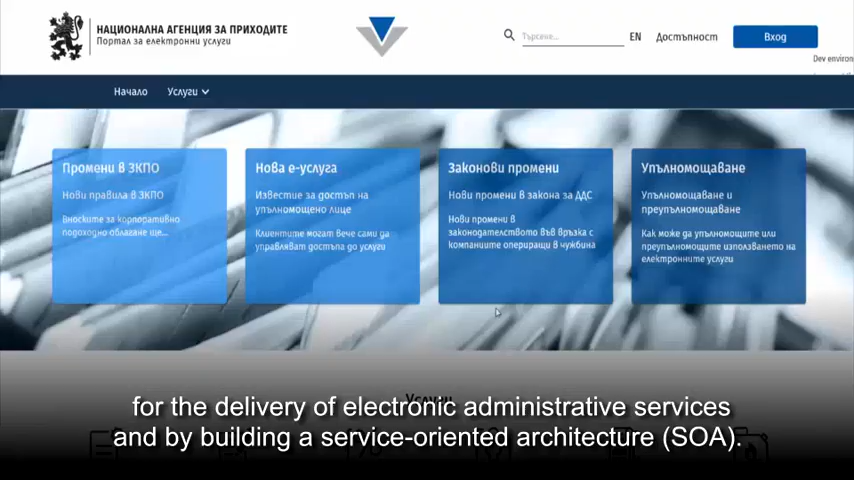 НАЦИОНАЛНА АГЕНЦИЯ ЗА ПРИХОДИТЕ
Портал за електронни услуги
Търсене...
EN
Достъпност
Вход
Dev environ
Начало
Услуги
Промени в ЗКПО
Нови правила в ЗКПО
Вноските за корпоративно
подоходно облагане ще...
Нова е-услуга
Известие за достъп на
упълномощено лице
Клиентите могат вече сами да
управляват достъпа до услуги
Законови промени
Нови промени в закона за ДДС
Нови промени в
законодателството във връзка с
компаниите опериращи в чужбина
Упълномощаване
Упълномощаване и
преупълномощаване
Как може да упълномощите или
преупълномощите използването на
електронните услуги
Услуги
for the delivery of electronic administrative services
and by building a service-oriented architecture (SOA).